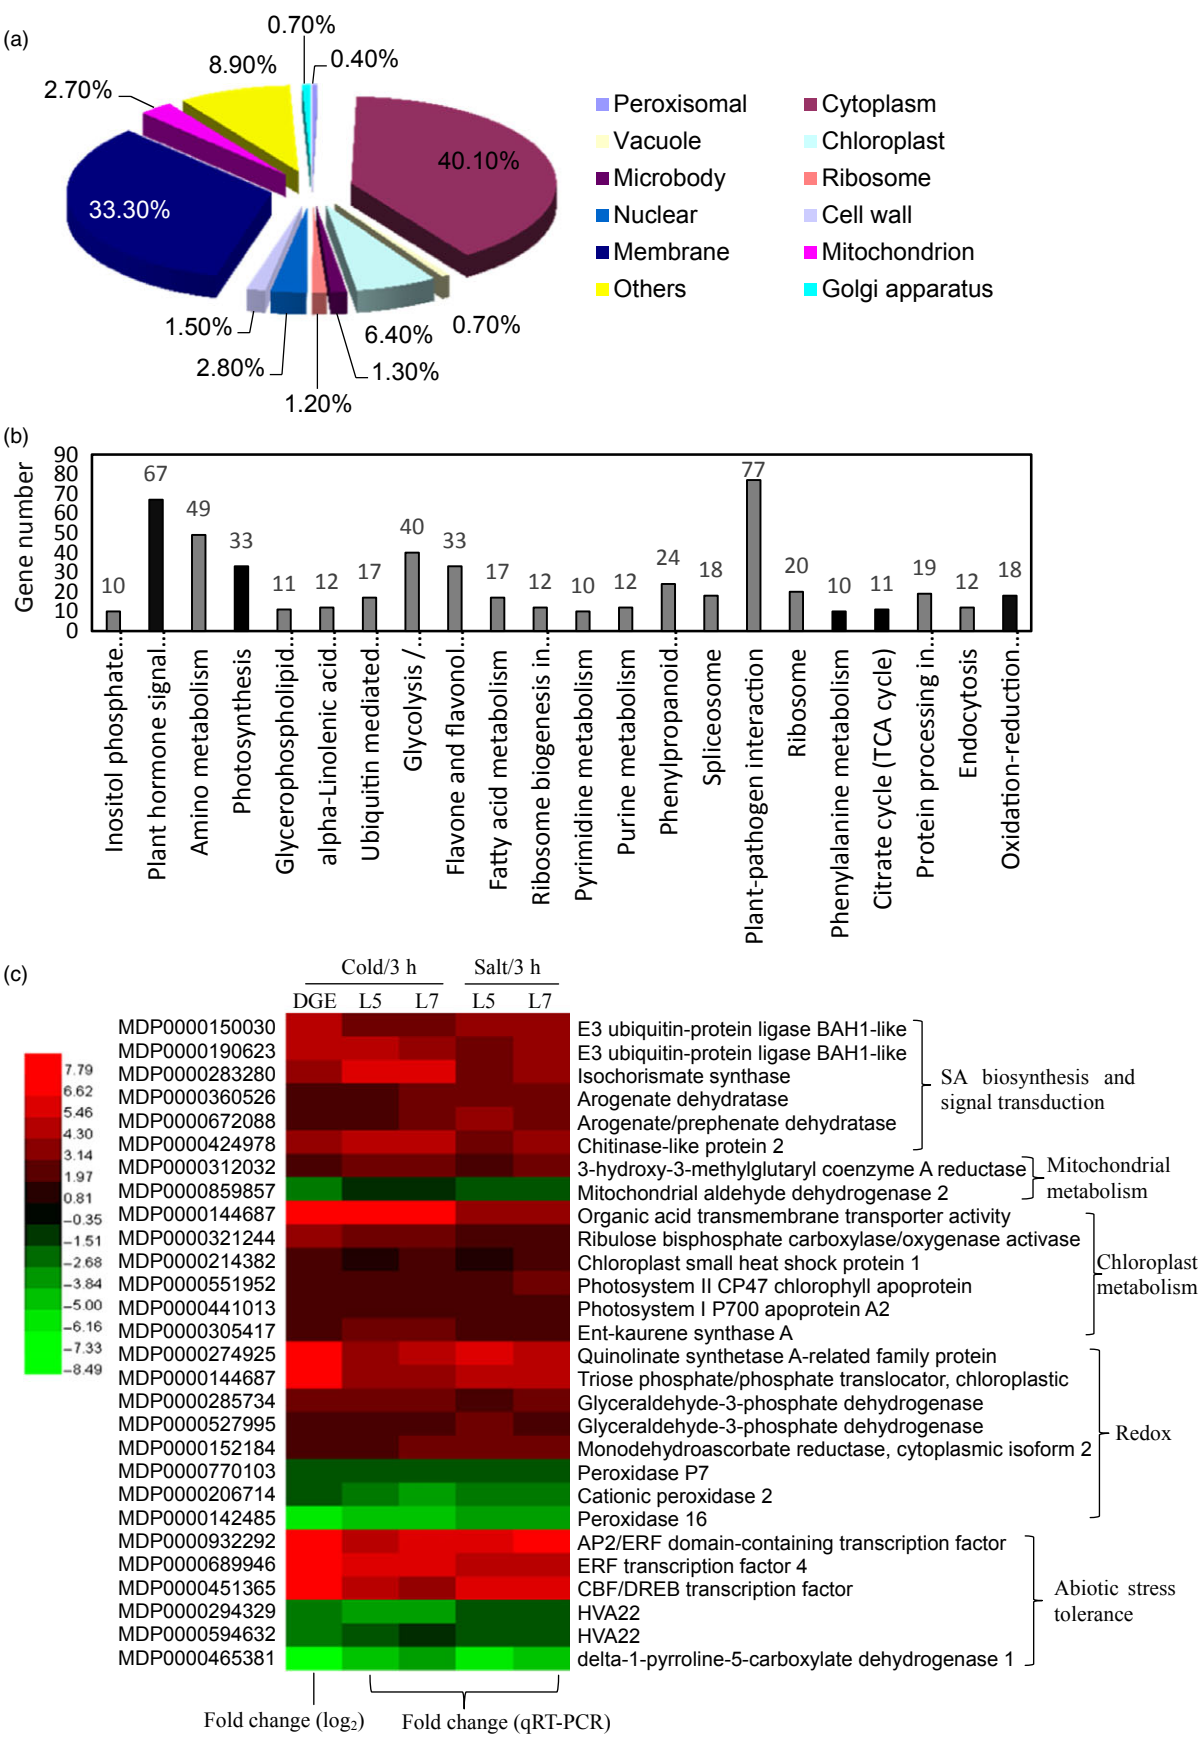 (a)
0.70%
0.40%
8.90%
2.70%
40.10%
33.30%
1.50%
2.80%
1.20%
1.30%
6.40%
0.70%
Peroxisomal
Cytoplasm
Vacuole
Chloroplast
Microbody
Ribosome
Nuclear
Cell wall
Membrane
Mitochondrion
Others
Golgi apparatus
(b)
Gene number
90
80
70
60
50
40
30
20
10
0
10
67
49
33
11
12
17
40
33
17
12
10
12
24
18
77
20
10
11
19
12
18
Inositol phosphate...
Plant hormone signal...
Amino metabolism
Photosynthesis
Glycerophospholipid...
alpha-Linolenic acid...
Ubiquitin mediated...
Glycolysis /...
Flavone and flavonol...
Fatty acid metabolism
Ribosome biogenesis in...
Pyrimidine metabolism
Purine metabolism
Phenylpropanoid...
Spliceosome
Plant-pathogen interaction
Ribosome
Phenylalanine metabolism
Citrate cycle (TCA cycle)
Protein processing in...
Endocytosis
Oxidation-reduction...
(c)
Cold/3 h
Salt/3 h
DGE L5 L7 L5 L7
7.79
6.62
5.46
4.30
3.14
1.97
0.81
-0.35
-1.51
-2.68
-3.84
-5.00
-6.16
-7.33
-8.49
MDP0000150030 E3 ubiquitin-protein ligase BAH1-like
MDP0000190623 E3 ubiquitin-protein ligase BAH1-like
MDP0000283280 Isochorismate synthase
MDP0000360526 Arogenate dehydratase
MDP0000672088 Arogenate/prephenate dehydratase
MDP0000424978 Chitinase-like protein 2
MDP0000312032 3-hydroxy-3-methylglutaryl coenzyme A reductase
MDP0000859857 Mitochondrial aldehyde dehydrogenase 2
MDP0000144687 Organic acid transmembrane transporter activity
MDP0000321244 Ribulose bisphosphate carboxylase/oxygenase activase
MDP0000214382 Chloroplast small heat shock protein 1
MDP0000551952 Photosystem II CP47 chlorophyll apoprotein
MDP0000441013 Photosystem I P700 apoprotein A2
MDP0000305417 Ent-kaurene synthase A
MDP0000274925 Quinolinate synthetase A-related family protein
MDP0000144687 Triose phosphate/phosphate translocator, chloroplastic
MDP0000285734 Glyceraldehyde-3-phosphate dehydrogenase
MDP0000527995 Glyceraldehyde-3-phosphate dehydrogenase
MDP0000152184 Monodehydroascorbate reductase, cytoplasmic isoform 2
MDP0000770103 Peroxidase P7
MDP0000206714 Cationic peroxidase 2
MDP0000142485 Peroxidase 16
MDP0000932292 AP2/ERF domain-containing transcription factor
MDP0000689946 ERF transcription factor 4
MDP0000451365 CBF/DREB transcription factor
MDP0000294329 HVA22
MDP0000594632 HVA22
MDP0000465381 delta-1-pyrroline-5-carboxylate dehydrogenase 1
SA biosynthesis and
signal transduction
Mitochondrial
metabolism
Chloroplast
metabolism
Redox
Abiotic stress
tolerance
Fold change (log₂)
Fold change (qRT-PCR)